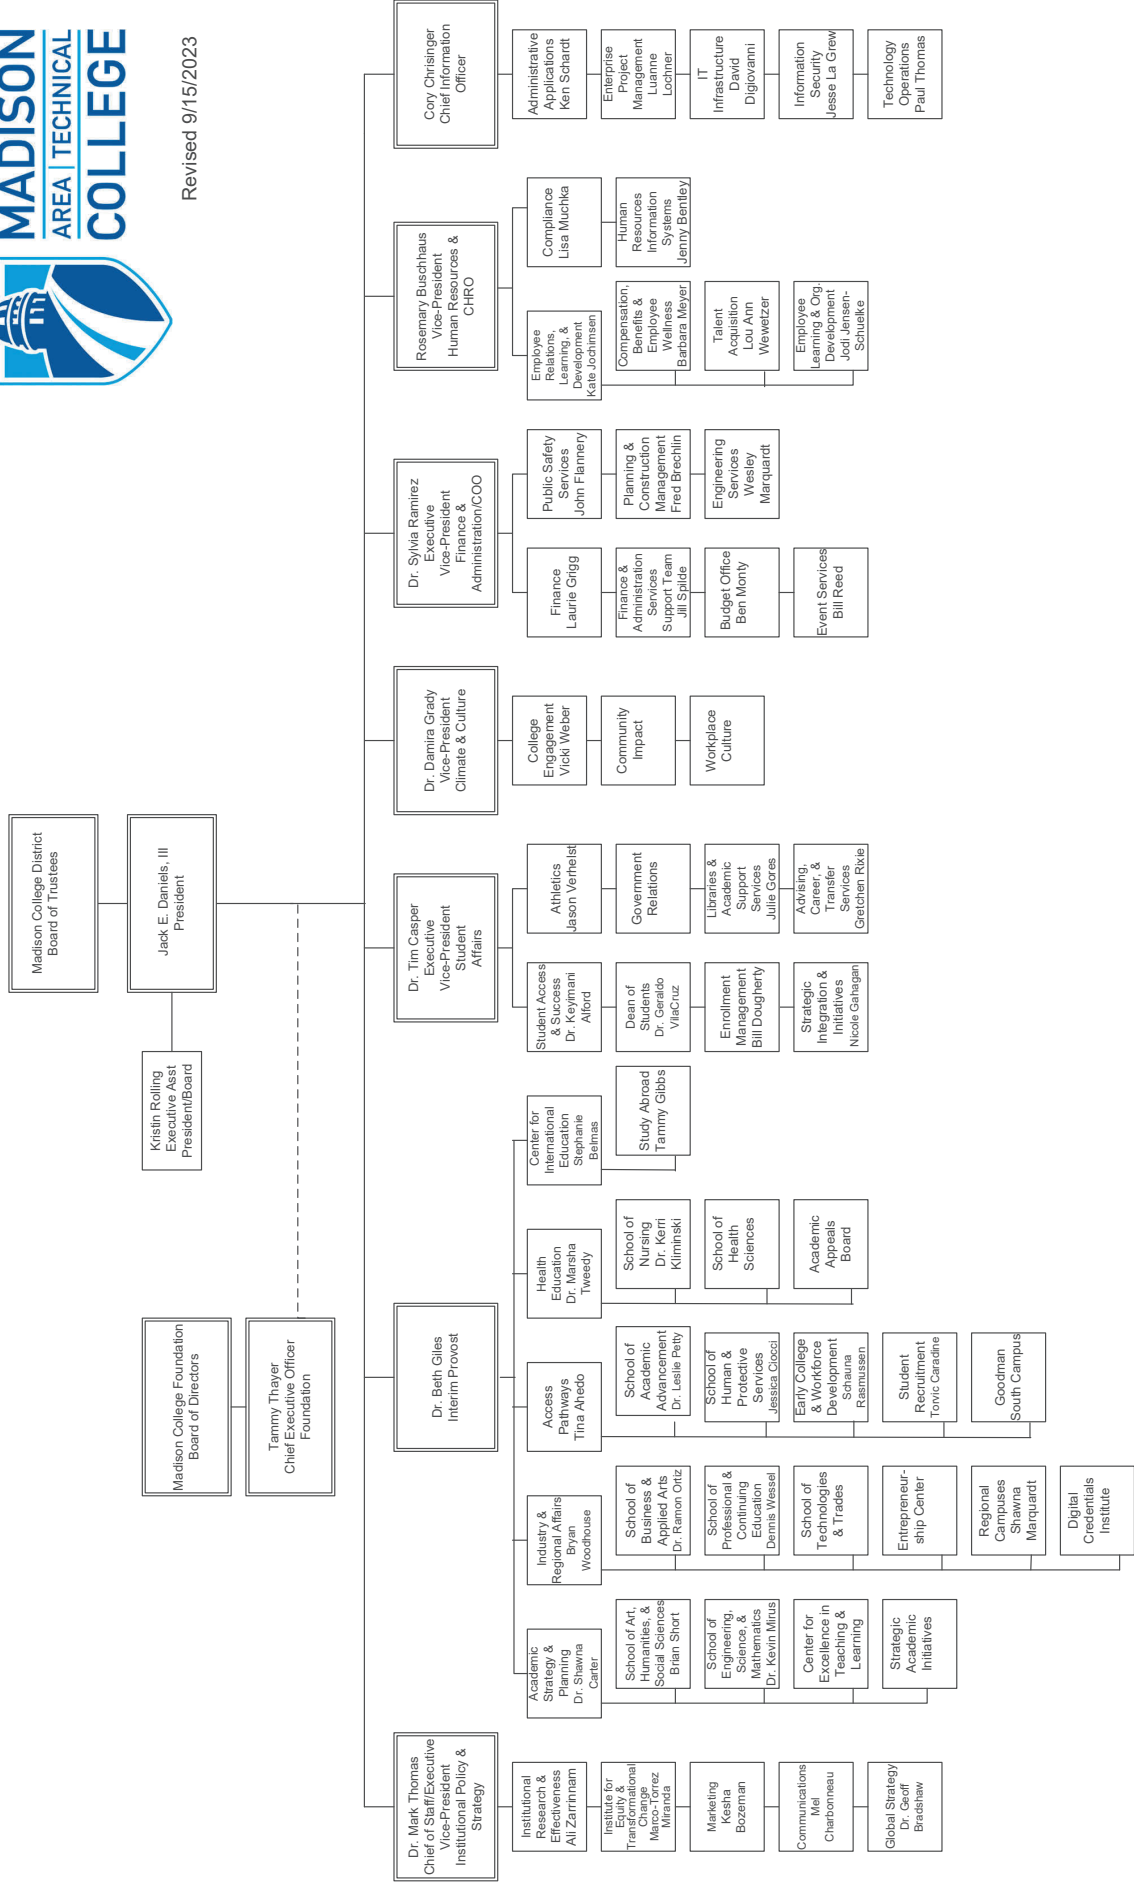 MADISON
AREA | TECHNICAL
COLLEGE
Revised 9/15/2023
Madison College District
Board of Trustees
Jack E. Daniels, III
President
Kristin Rolling
Executive Asst
President/Board
Madison College Foundation
Board of Directors
Tammy Thayer
Chief Executive Officer
Foundation
Dr. Mark Thomas
Chief of Staff/Executive
Vice-President
Institutional Policy &
Strategy
Institutional
Research &
Effectiveness
Ali Zarrinnam
Institute for
Equity &
Transformational
Change
Marco-Torrez
Miranda
Marketing
Kesha
Bozeman
Communications
Mel
Charbonneau
Global Strategy
Dr. Geoff
Bradshaw
Dr. Beth Giles
Interim Provost
Academic
Strategy &
Planning
Dr. Shawna
Carter
School of Art,
Humanities, &
Social Sciences
Brian Short
School of
Engineering,
Science, &
Mathematics
Dr. Kevin Mirus
Center for
Excellence in
Teaching &
Learning
Strategic
Academic
Initiatives
Industry &
Regional Affairs
Bryan
Woodhouse
School of
Business &
Applied Arts
Dr. Ramon Ortiz
School of
Professional &
Continuing
Education
Dennis Wessel
School of
Technologies
& Trades
Entrepreneur-
ship Center
Regional
Campuses
Shawna
Marquardt
Digital
Credentials
Institute
Access
Pathways
Tina Ahedo
School of
Academic
Advancement
Dr. Leslie Petty
School of
Human &
Protective
Services
Jessica Ciocci
Early College
& Workforce
Development
Schauna
Rasmussen
Student
Recruitment
Torvic Caradine
Goodman
South Campus
Health
Education
Dr. Marsha
Tweedy
School of
Nursing
Dr. Kerri
Kliminski
School of
Health
Sciences
Academic
Appeals
Board
Center for
International
Education
Stephanie
Belmas
Study Abroad
Tammy Gibbs
Dr. Tim Casper
Executive
Vice-President
Student
Affairs
Student Access
& Success
Dr. Keyimani
Alford
Dean of
Students
Dr. Geraldo
VilaCruz
Enrollment
Management
Bill Dougherty
Strategic
Integration &
Initiatives
Nicole Gahagan
Athletics
Jason Verhelst
Government
Relations
Libraries &
Academic
Support
Services
Julie Gores
Advising,
Career, &
Transfer
Services
Gretchen Rixie
Dr. Damira Grady
Vice-President
Climate & Culture
College
Engagement
Vicki Weber
Community
Impact
Workplace
Culture
Dr. Sylvia Ramirez
Executive
Vice-President
Finance &
Administration/COO
Finance
Laurie Grigg
Finance &
Administration
Services
Support Team
Jill Spilde
Budget Office
Ben Monty
Event Services
Bill Reed
Public Safety
Services
John Flannery
Planning &
Construction
Management
Fred Brechlin
Engineering
Services
Wesley
Marquardt
Rosemary Buschhaus
Vice-President
Human Resources &
CHRO
Employee
Relations,
Learning, &
Development
Kate Jochimsen
Compensation,
Benefits &
Employee
Wellness
Barbara Meyer
Talent
Acquisition
Lou Ann
Wewetzer
Employee
Learning & Org.
Development
Jodi Jensen-
Schuelke
Compliance
Lisa Muchka
Human
Resources
Information
Systems
Jenny Bentley
Cory Chrisinger
Chief Information
Officer
Administrative
Applications
Ken Schardt
Enterprise
Project
Management
Luanne
Lochner
IT
Infrastructure
David
Digiovanni
Information
Security
Jesse La Grew
Technology
Operations
Paul Thomas